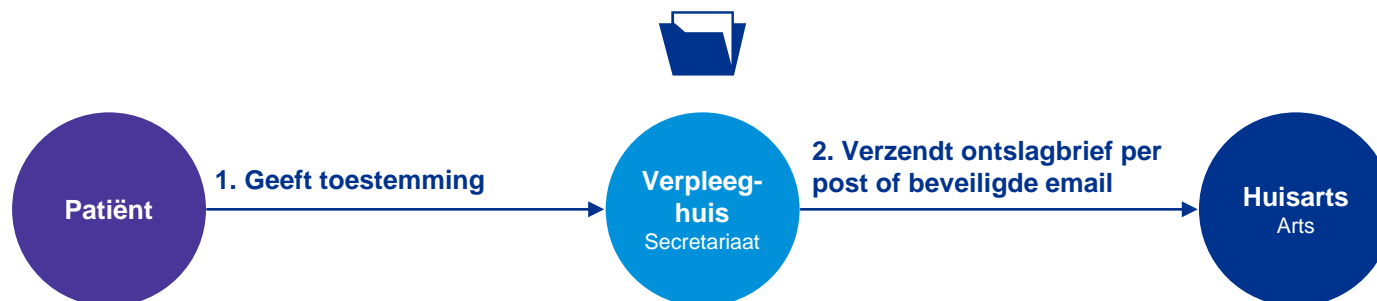 Patiënt
1. Geeft toestemming
Verpleeg-
huis
Secretariaat
2. Verzendt ontslagbrief per
post of beveiligde email
Huisarts
Arts